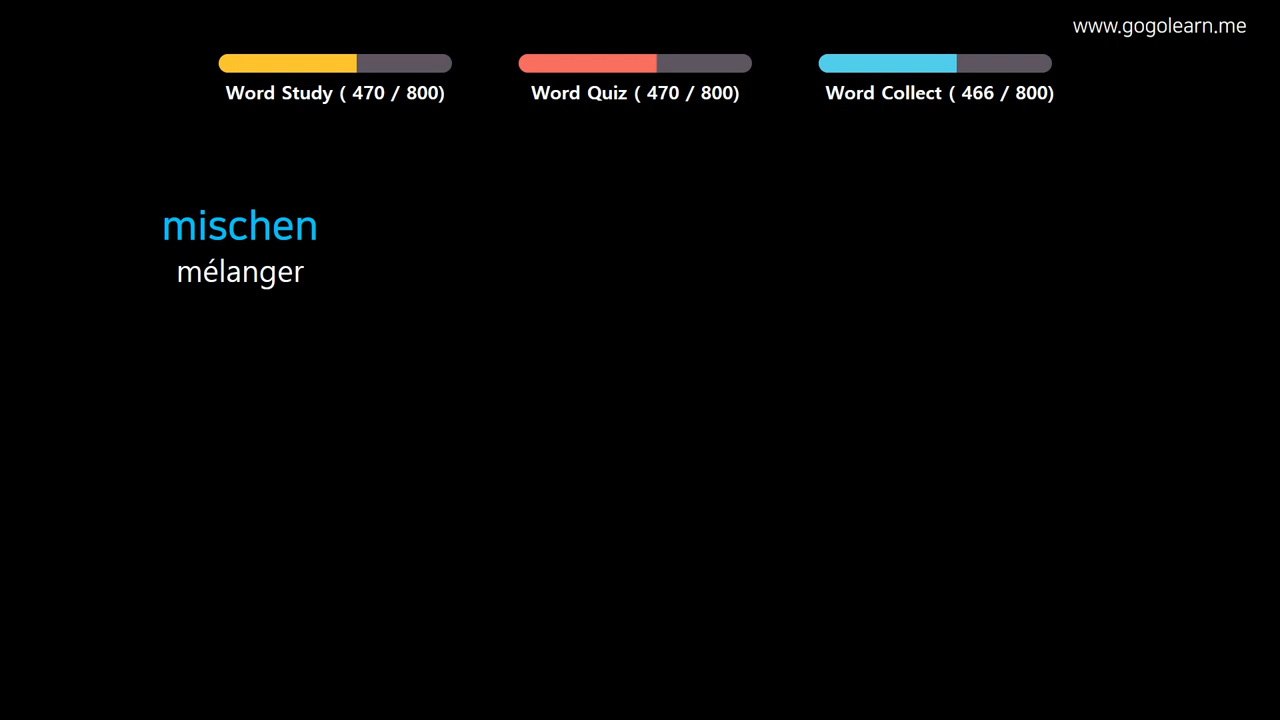 www.gogolearn.me
Word Study ( 470 / 800)
Word Quiz ( 470 / 800)
Word Collect ( 466 / 800)
mischen
mélanger